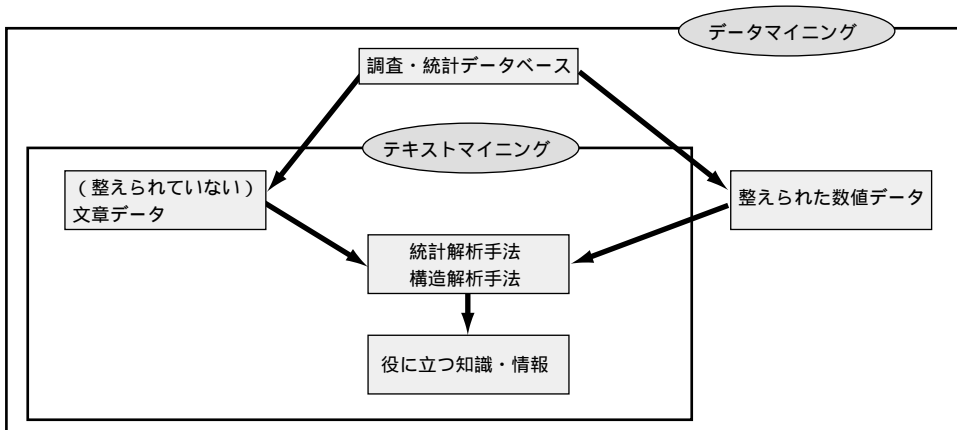 データマイニング
調査・統計データベース
テキストマイニング
（整えられていない）
文章データ
整えられた数値データ
統計解析手法
構造解析手法
役に立つ知識・情報